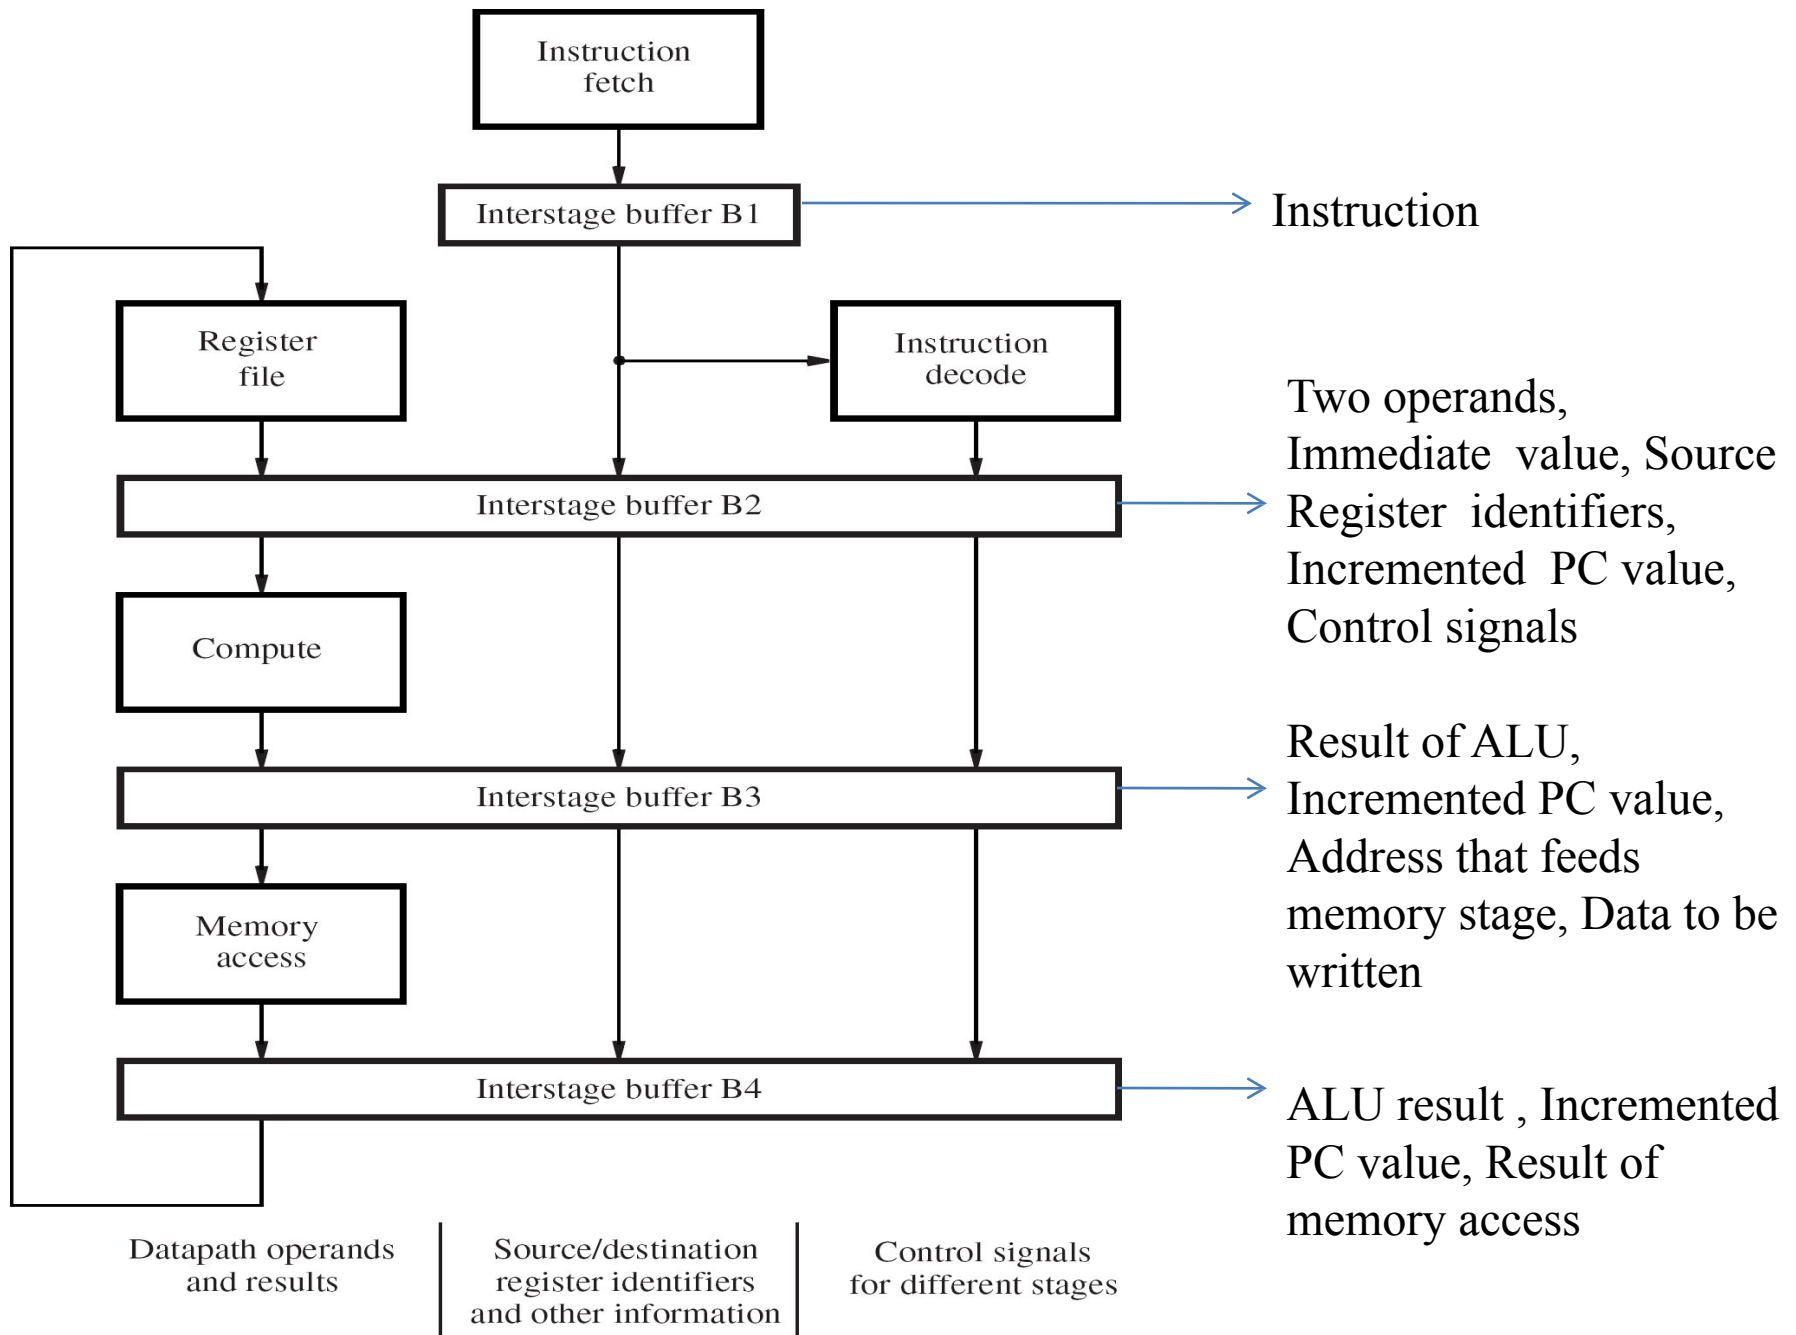 Instruction
fetch
Interstage buffer B1
Instruction
Register
file
Instruction
decode
Interstage buffer B2
Two operands,
Immediate value, Source
Register identifiers,
Incremented PC value,
Control signals
Compute
Interstage buffer B3
Result of ALU,
Incremented PC value,
Address that feeds
memory stage, Data to be
written
Memory
access
Interstage buffer B4
ALU result , Incremented
PC value, Result of
memory access
Datapath operands
and results
Source/destination
register identifiers
and other information
Control signals
for different stages